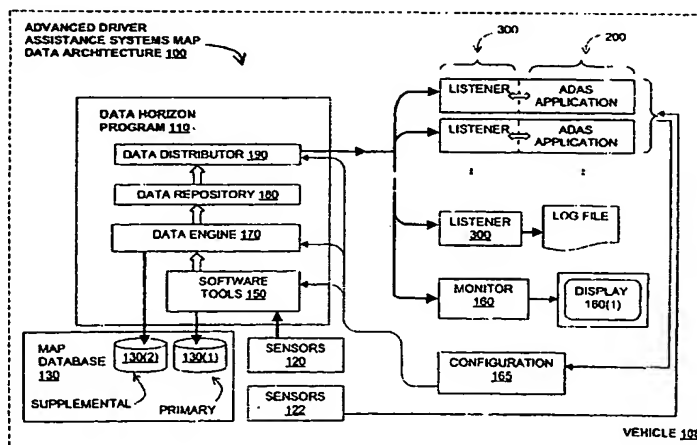 ADVANCED DRIVER
ASSISTANCE SYSTEMS MAP
DATA ARCHITECTURE 100
300
200
LISTENER
ADAS
APPLICATION
LISTENER
ADAS
APPLICATION
DATA HORIZON
PROGRAM 110
DATA DISTRIBUTOR 190
DATA REPOSITORY 180
DATA ENGINE 170
SOFTWARE
TOOLS 150
LISTENER
300
LOG FILE
MONITOR
160
DISPLAY
160(1)
MAP
DATABASE
130
130(2)
130(1)
SUPPLEMENTAL
PRIMARY
SENSORS
120
SENSORS
122
CONFIGURATION
165
VEHICLE